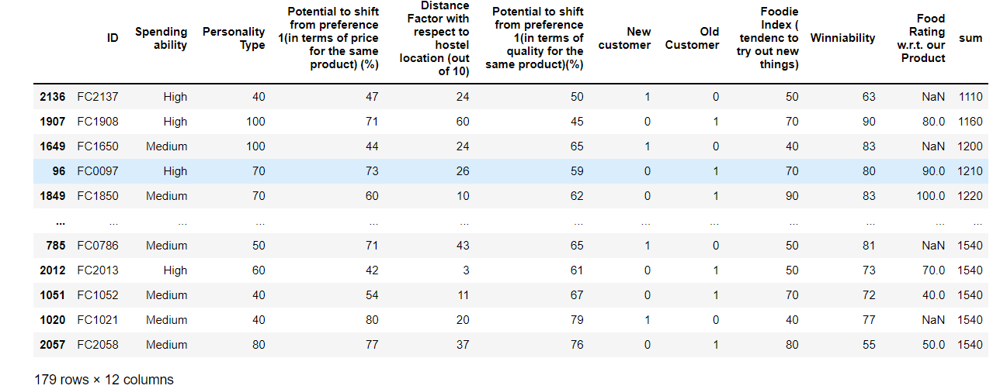 ID Spending ability Personality Type Potential to shift from preference 1(in terms of price for the same product) (%) Distance Factor with respect to hostel location (out of 10) Potential to shift from preference 1(in terms of quality for the same product)(%) New customer Old Customer Foodie Index ( tendenc to try out new things) Winniability Food Rating w.r.t. our Product sum
2136 FC2137 High 40 47 24 50 1 0 50 63 NaN 1110
1907 FC1908 High 100 71 60 45 0 1 70 90 80.0 1160
1649 FC1650 Medium 100 44 24 65 1 0 40 83 NaN 1200
96 FC0097 High 70 73 26 59 0 1 70 80 90.0 1210
1849 FC1850 Medium 70 60 10 62 0 1 90 83 100.0 1220
... ... ... ... ... ... ... ... ... ... ... ... ...
785 FC0786 Medium 50 71 43 65 1 0 50 81 NaN 1540
2012 FC2013 High 60 42 3 61 0 1 50 73 70.0 1540
1051 FC1052 Medium 40 54 11 67 0 1 70 72 40.0 1540
1020 FC1021 Medium 40 80 20 79 1 0 40 77 NaN 1540
2057 FC2058 Medium 80 77 37 76 0 1 80 55 50.0 1540
179 rows × 12 columns